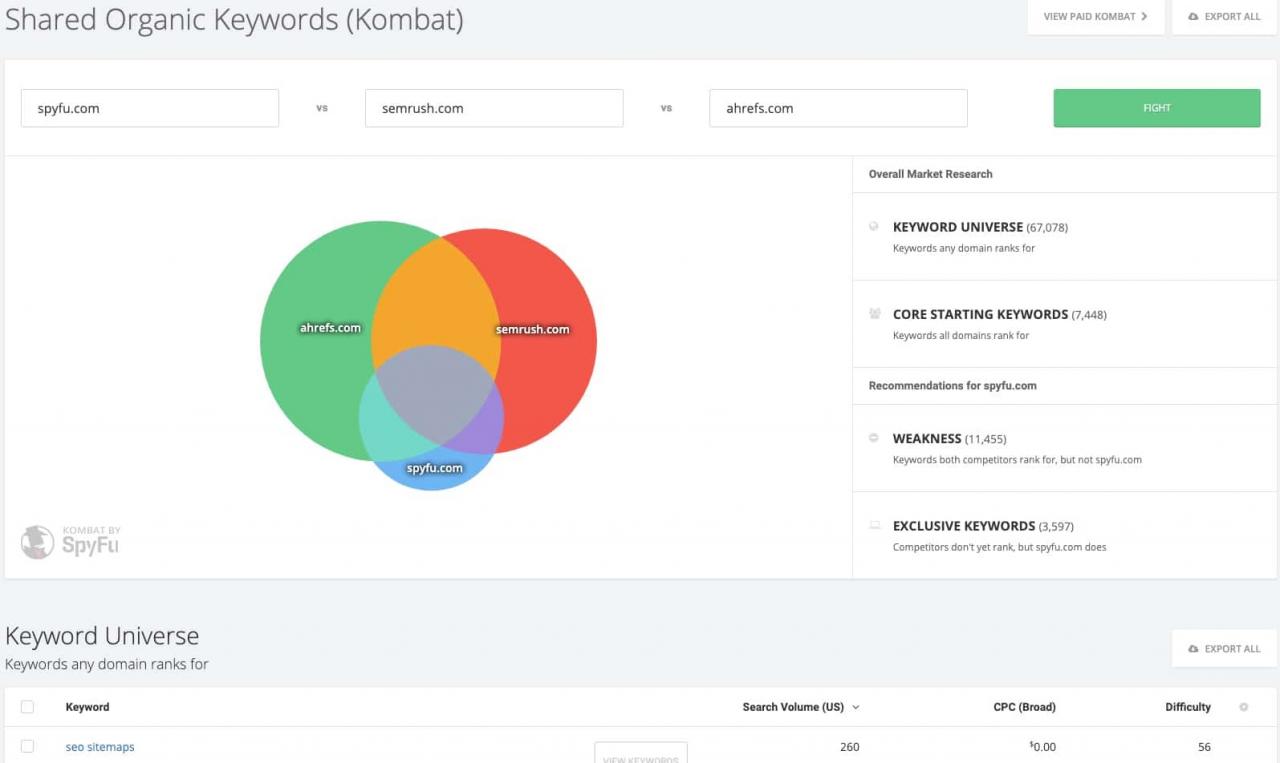 Shared Organic Keywords (Kombat)
VIEW PAID KOMBAT
EXPORT ALL
spyfu.com vs semrush.com vs ahrefs.com FIGHT
Overall Market Research
KEYWORD UNIVERSE (67,078)
Keywords any domain ranks for
CORE STARTING KEYWORDS (7,448)
Keywords all domains rank for
Recommendations for spyfu.com
WEAKNESS (11,455)
Keywords both competitors rank for, but not spyfu.com
EXCLUSIVE KEYWORDS (3,597)
Competitors don't yet rank, but spyfu.com does
ahrefs.com
semrush.com
spyfu.com
KOMBAT BY
SpyFu
Keyword Universe
Keywords any domain ranks for
EXPORT ALL
Keyword Search Volume (US) CPC (Broad) Difficulty
seo sitemaps 260 $0.00 56
VIEW KEYWORDS